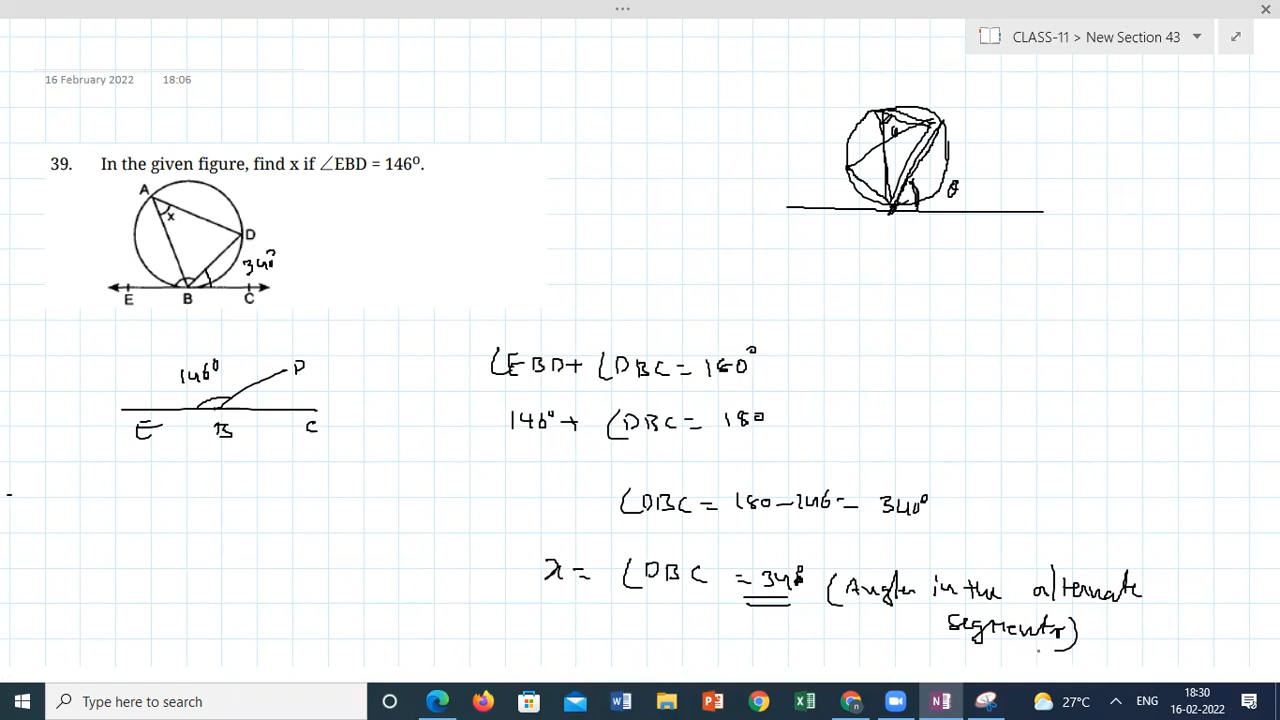 CLASS-11 > New Section 43
16 February 2022 18:06
39. In the given figure, find x if ∠EBD = 146⁰.
A
x
D
34°
E B C
θ
146°
D
E B C
∠EBD + ∠DBC = 180°
146° + ∠DBC = 180
∠DBC = 180 - 146 = 34°
x = ∠DBC = 34° (Angles in the alternate
segments)
Type here to search
27°C
ENG
18:30
16-02-2022